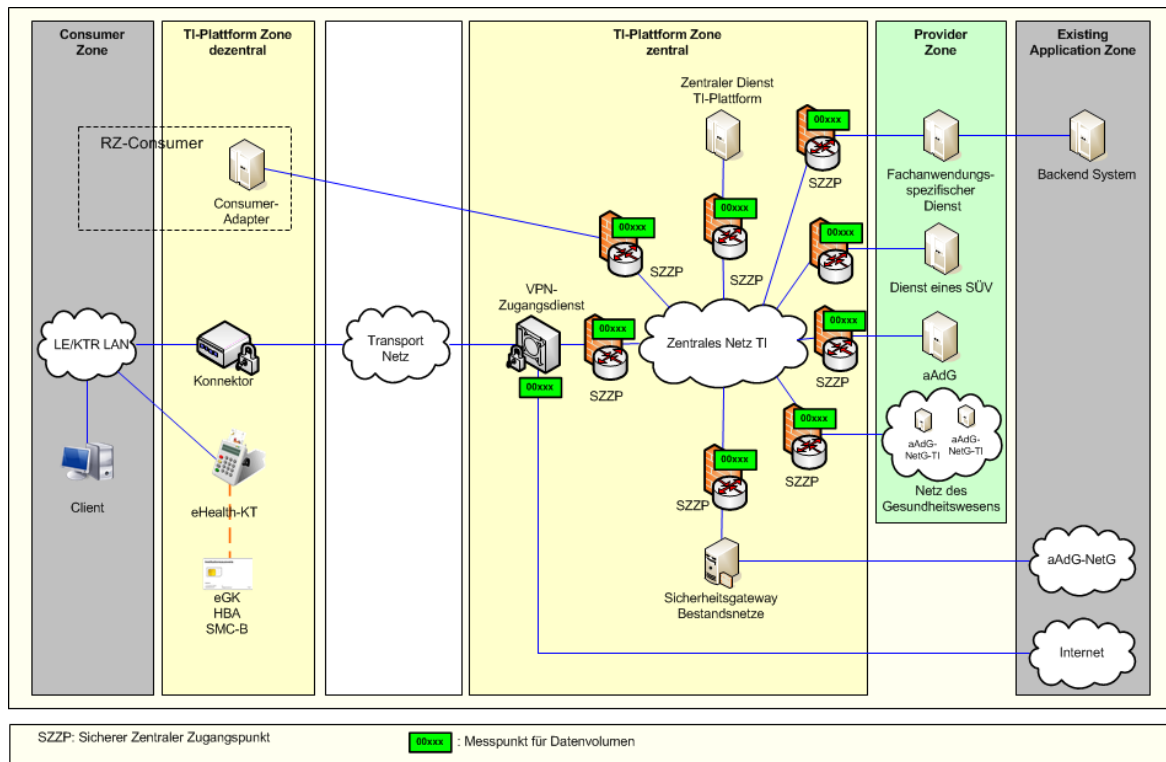 Consumer
Zone
TI-Plattform Zone
dezentral
TI-Plattform Zone
zentral
Provider
Zone
Existing
Application Zone
RZ-Consumer
Consumer-
Adapter
Zentraler Dienst
TI-Plattform
00xxx
SZZP
Fachanwendungs-
spezifischer
Dienst
Backend System
00xxx
SZZP
00xxx
SZZP
00xxx
Dienst eines SÜV
VPN-
Zugangsdienst
00xxx
LE/KTR LAN
Konnektor
Transport
Netz
00xxx
SZZP
Zentrales Netz TI
00xxx
SZZP
aAdG
Client
eHealth-KT
eGK
HBA
SMC-B
00xxx
SZZP
00xxx
SZZP
aAdG-
NetG-TI
aAdG-
NetG-TI
Netz des
Gesundheitswesens
Sicherheitsgateway
Bestandsnetze
aAdG-NetG
Internet
SZZP: Sicherer Zentraler Zugangspunkt
00xxx : Messpunkt für Datenvolumen